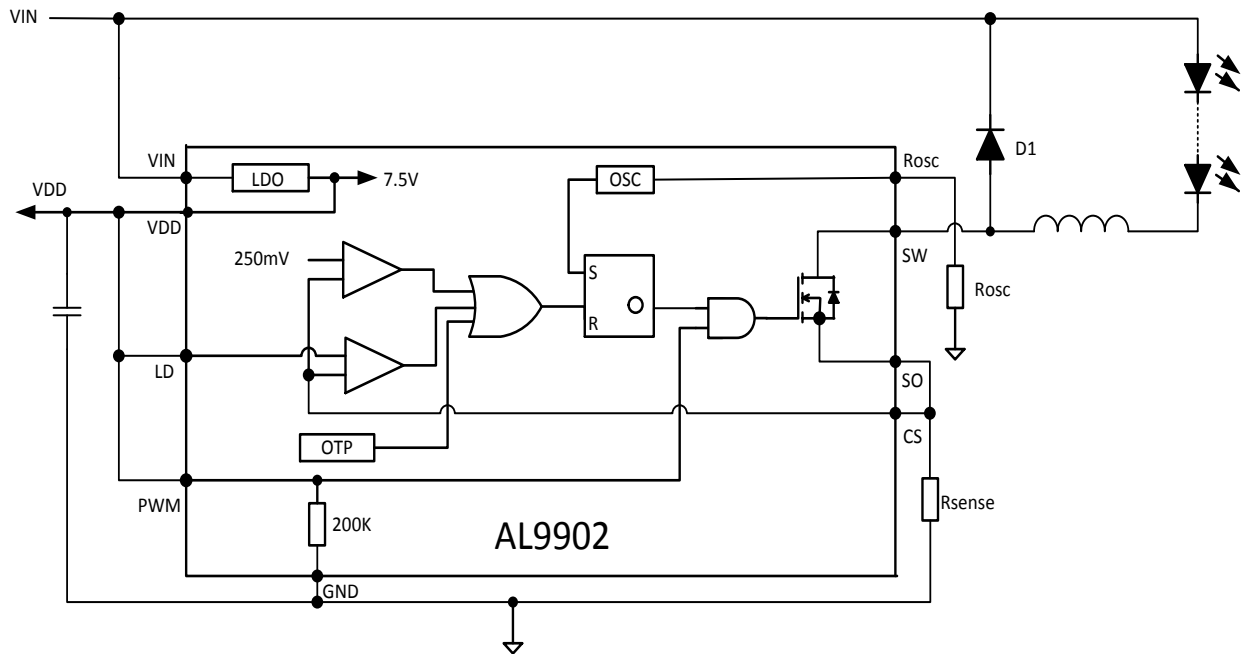 VIN
VIN
LDO
7.5V
OSC
Rosc
D1
VDD
VDD
250mV
S
R
O
SW
Rosc
LD
SO
CS
OTP
PWM
200K
Rsense
AL9902
GND